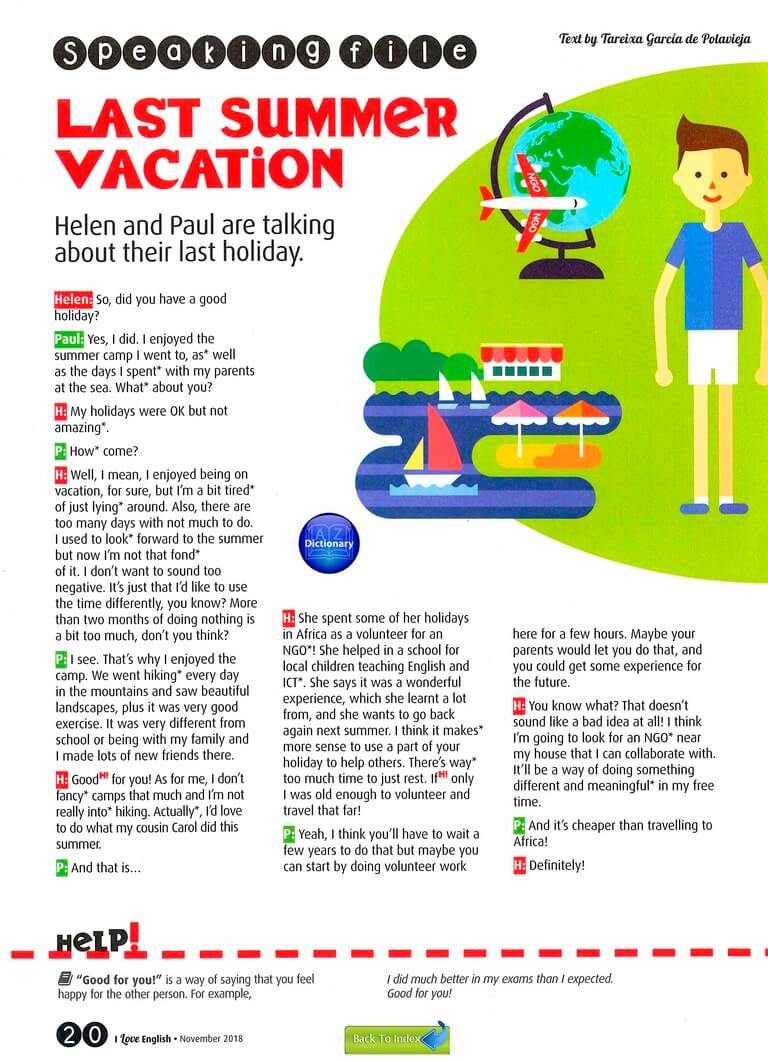 Speaking file
Text by Tareixa García de Polavieja
LAST SUMMER
VACATION
Helen and Paul are talking
about their last holiday.
Helen: So, did you have a good
holiday?
Paul: Yes, I did. I enjoyed the
summer camp I went to, as* well
as the days I spent* with my parents
at the sea. What* about you?
H: My holidays were OK but not
amazing*.
P: How* come?
H: Well, I mean, I enjoyed being on
vacation, for sure, but I'm a bit tired*
of just lying* around. Also, there are
too many days with not much to do.
I used to look* forward to the summer
but now I'm not that fond*
of it. I don't want to sound too
negative. It's just that I'd like to use
the time differently, you know? More
than two months of doing nothing is
a bit too much, don't you think?
P: I see. That's why I enjoyed the
camp. We went hiking* every day
in the mountains and saw beautiful
landscapes, plus it was very good
exercise. It was very different from
school or being with my family and
I made lots of new friends there.
H: Good H! for you! As for me, I don't
fancy* camps that much and I'm not
really into* hiking. Actually*, I'd love
to do what my cousin Carol did this
summer.
P: And that is...
NGO
NGO
A Z
Dictionary
H: She spent some of her holidays
in Africa as a volunteer for an
NGO*! She helped in a school for
local children teaching English and
ICT*. She says it was a wonderful
experience, which she learnt a lot
from, and she wants to go back
again next summer. I think it makes*
more sense to use a part of your
holiday to help others. There's way*
too much time to just rest. If H! only
I was old enough to volunteer and
travel that far!
P: Yeah, I think you'll have to wait a
few years to do that but maybe you
can start by doing volunteer work
here for a few hours. Maybe your
parents would let you do that, and
you could get some experience for
the future.
H: You know what? That doesn't
sound like a bad idea at all! I think
I'm going to look for an NGO* near
my house that I can collaborate with.
It'll be a way of doing something
different and meaningful* in my free
time.
P: And it's cheaper than travelling to
Africa!
H: Definitely!
HELP!
"Good for you!" is a way of saying that you feel
happy for the other person. For example,
I did much better in my exams than I expected.
Good for you!
20 I Love English • November 2018
Back To Index